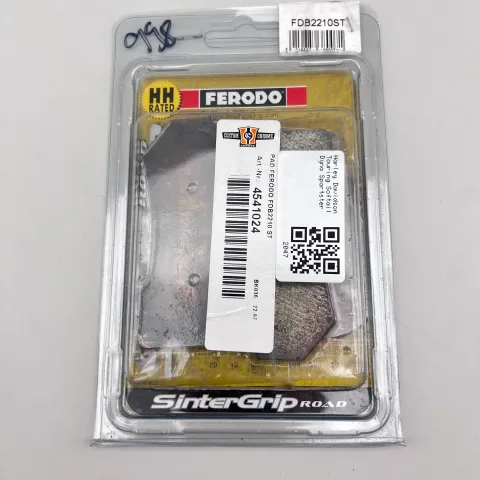 998
FDB2210ST
HH
RATED
FERODO
CUSTOM CHROME
PAD FERODO FDB2210 ST
Art.-Nr.: 4541024
Harley Davidson
Touring Softail
Dyna Sportster
2047
SinterGrip ROAD